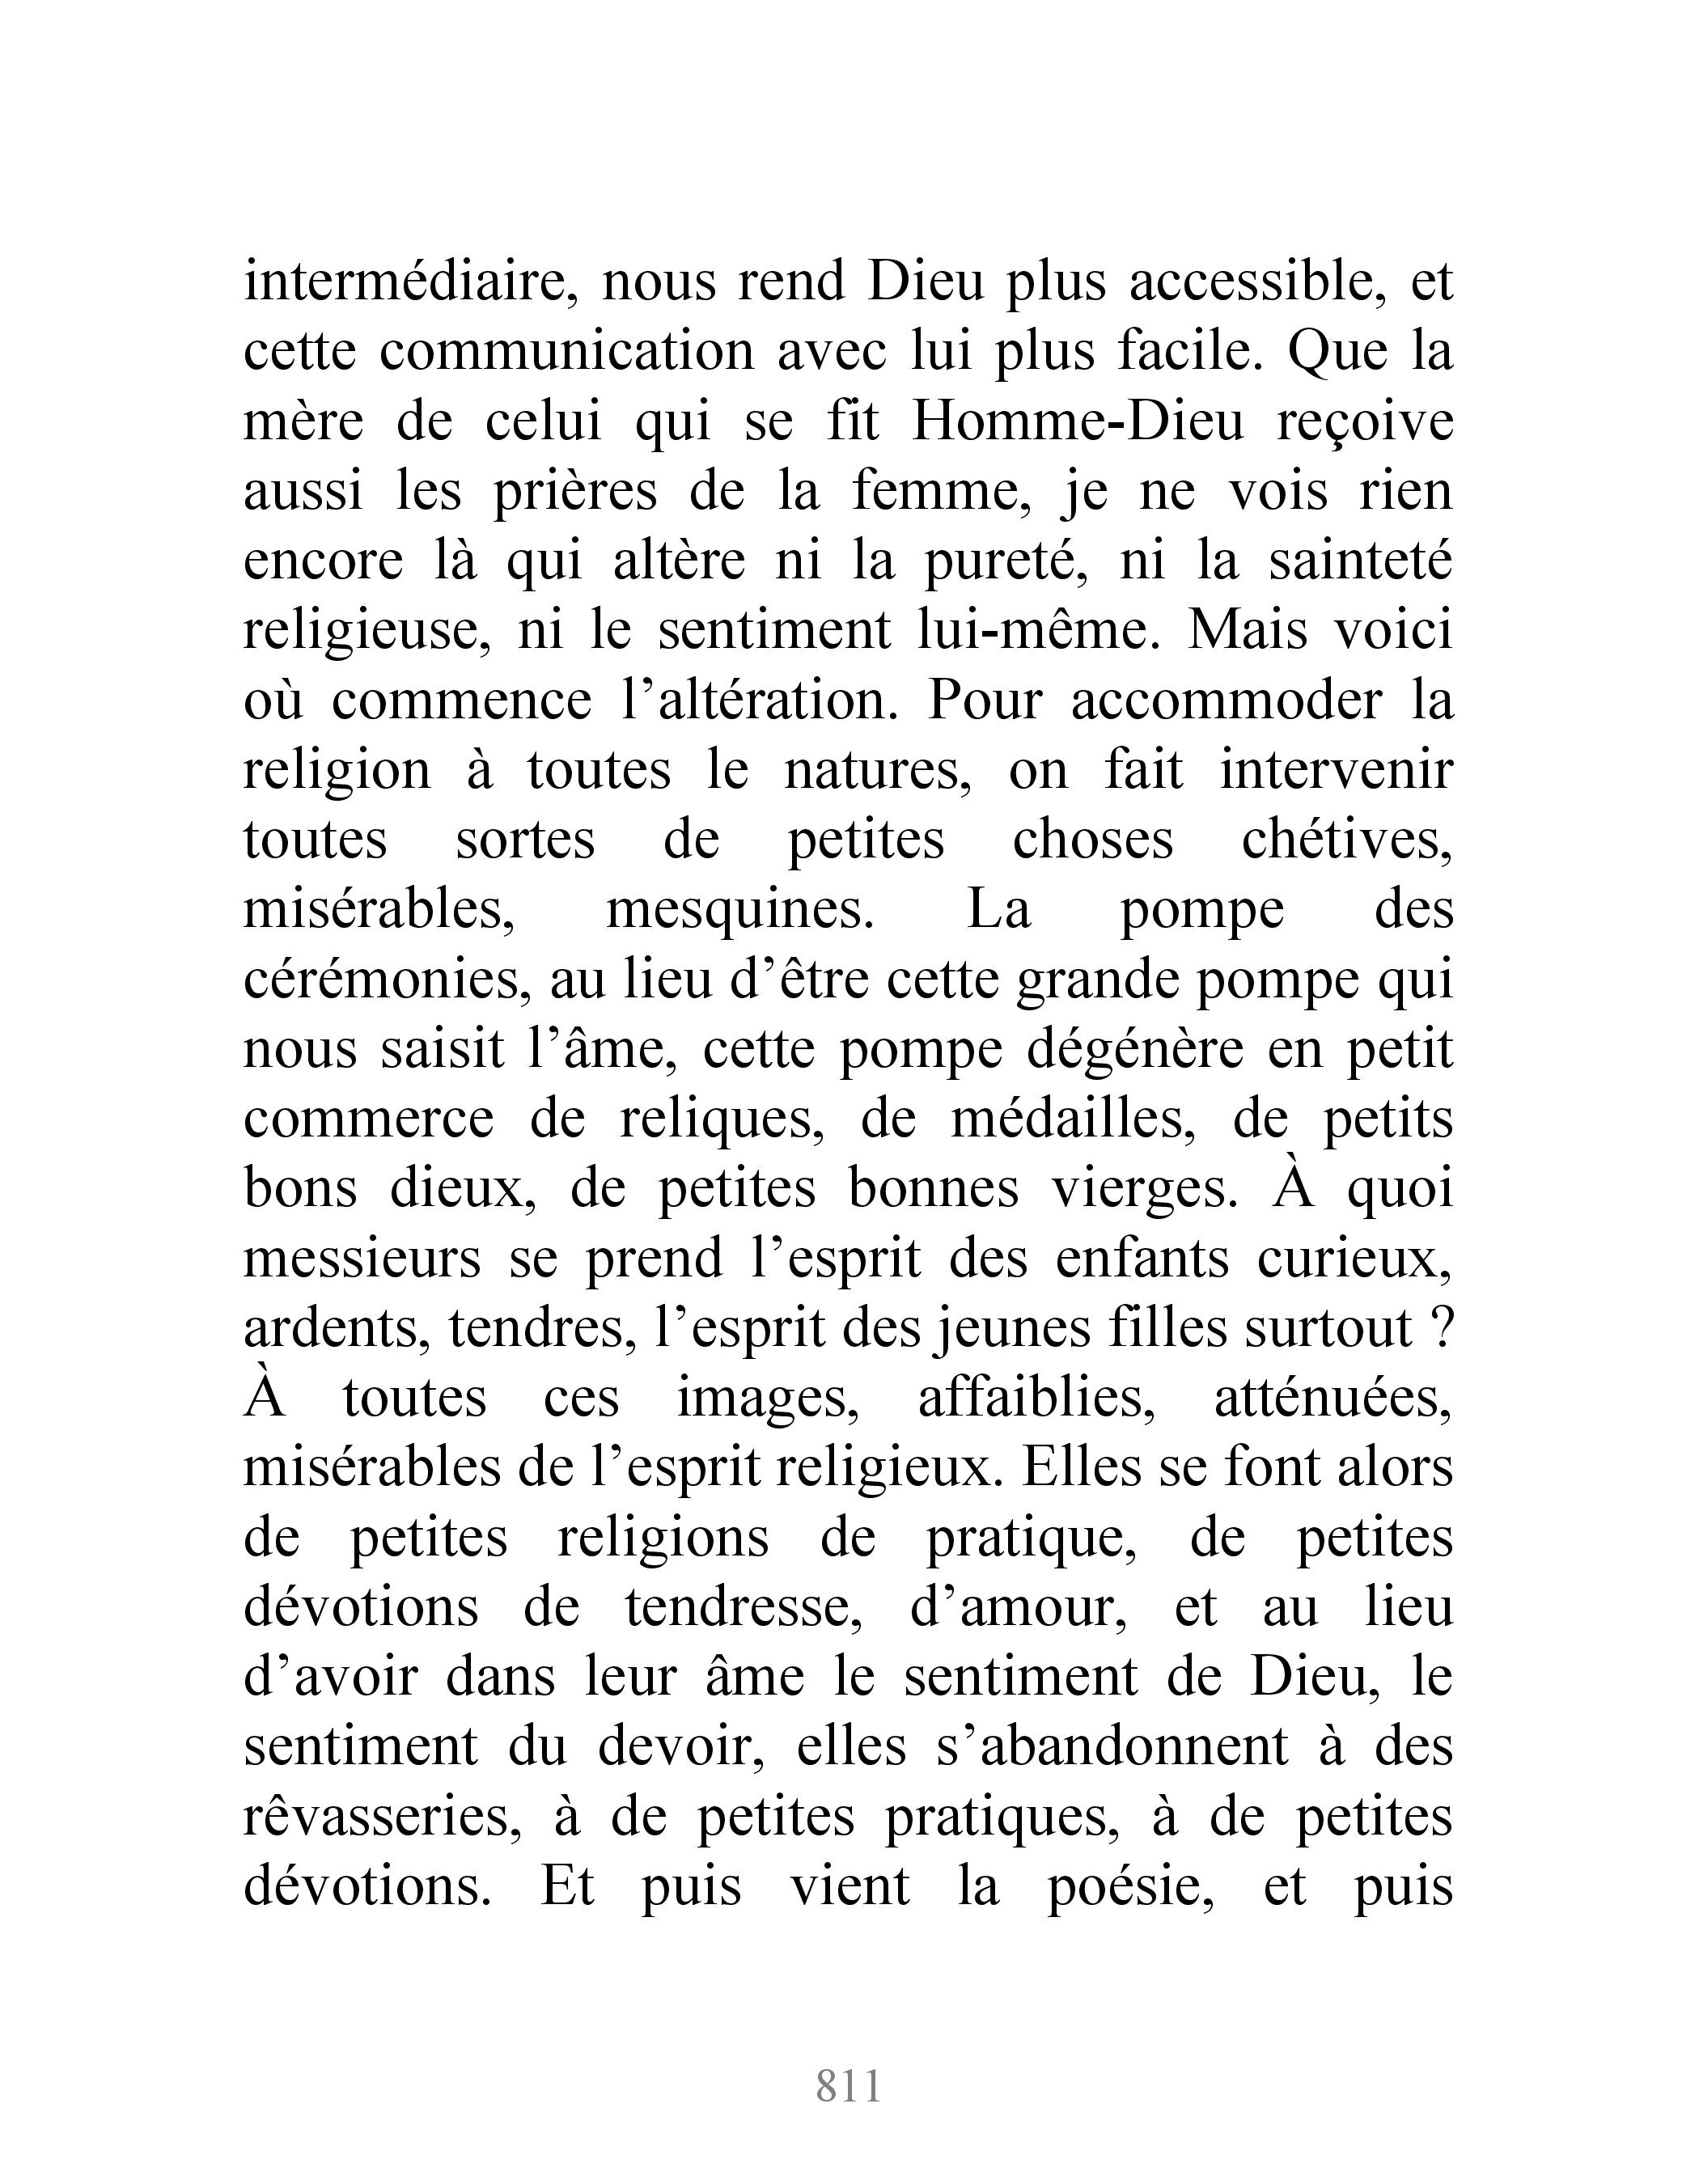 intermédiaire, nous rend Dieu plus accessible, et
cette communication avec lui plus facile. Que la
mère de celui qui se fit Homme-Dieu reçoive
aussi les prières de la femme, je ne vois rien
encore là qui altère ni la pureté, ni la sainteté
religieuse, ni le sentiment lui-même. Mais voici
où commence l’altération. Pour accommoder la
religion à toutes le natures, on fait intervenir
toutes sortes de petites choses chétives,
misérables, mesquines. La pompe des
cérémonies, au lieu d’être cette grande pompe qui
nous saisit l’âme, cette pompe dégénère en petit
commerce de reliques, de médailles, de petits
bons dieux, de petites bonnes vierges. À quoi
messieurs se prend l’esprit des enfants curieux,
ardents, tendres, l’esprit des jeunes filles surtout ?
À toutes ces images, affaiblies, atténuées,
misérables de l’esprit religieux. Elles se font alors
de petites religions de pratique, de petites
dévotions de tendresse, d’amour, et au lieu
d’avoir dans leur âme le sentiment de Dieu, le
sentiment du devoir, elles s’abandonnent à des
rêvasseries, à de petites pratiques, à de petites
dévotions. Et puis vient la poésie, et puis
811